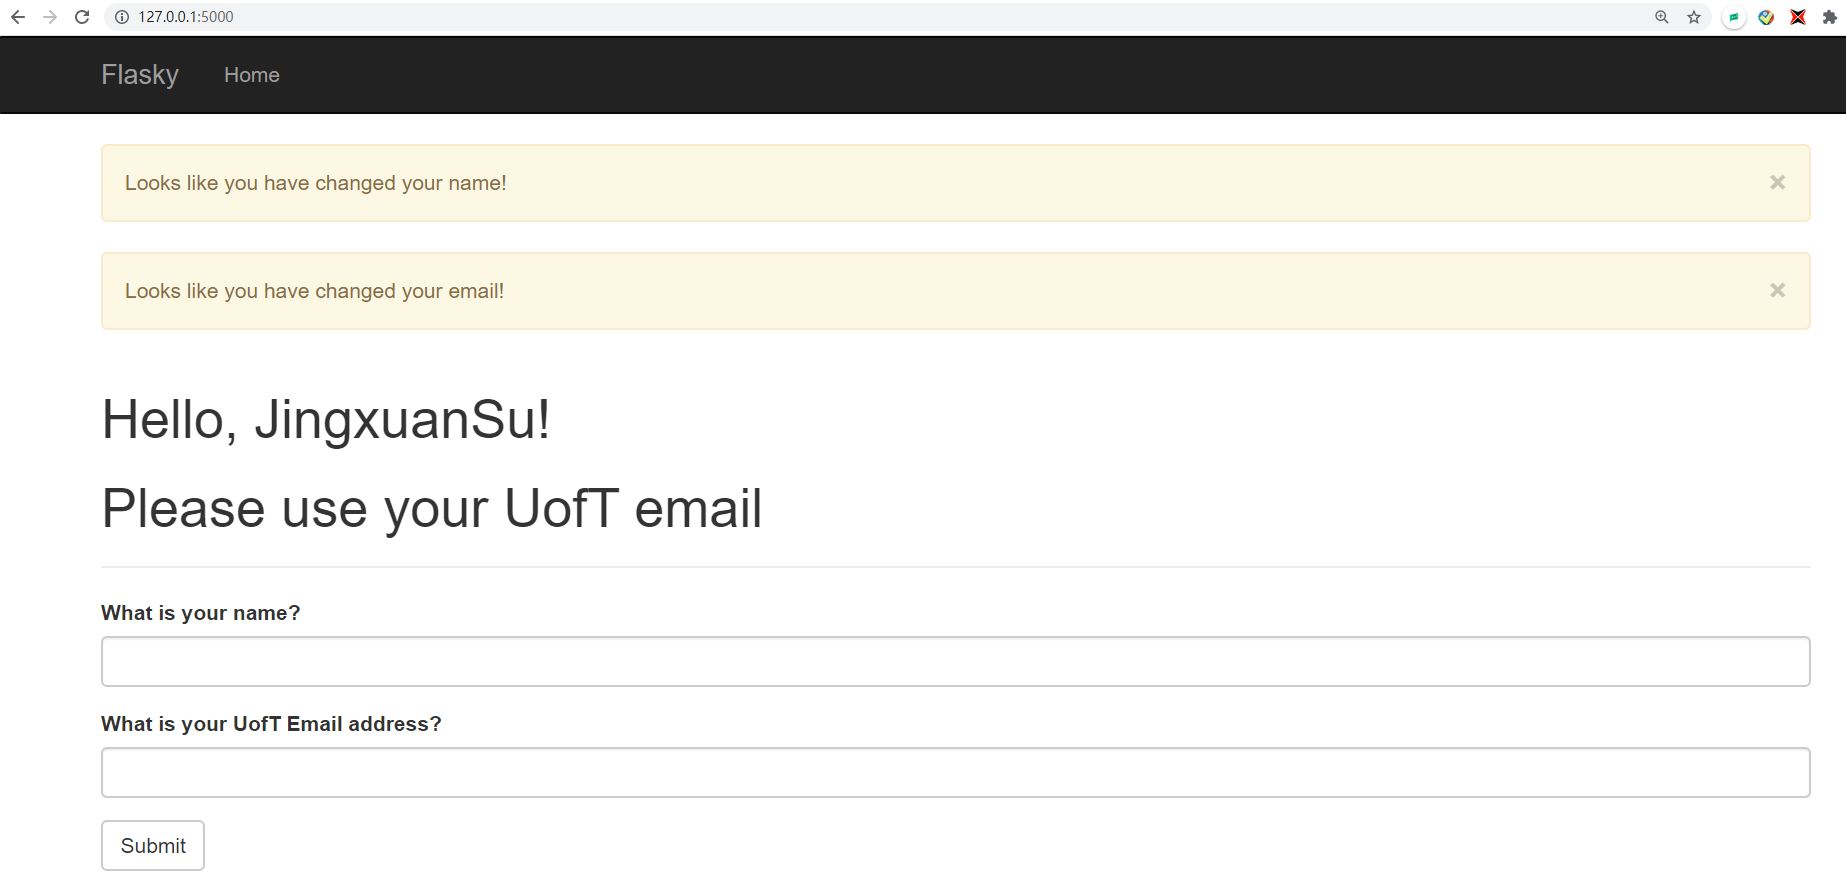 127.0.0.1:5000
Flasky Home
Looks like you have changed your name!
×
Looks like you have changed your email!
×
Hello, JingxuanSu!
Please use your UofT email
What is your name?
What is your UofT Email address?
Submit